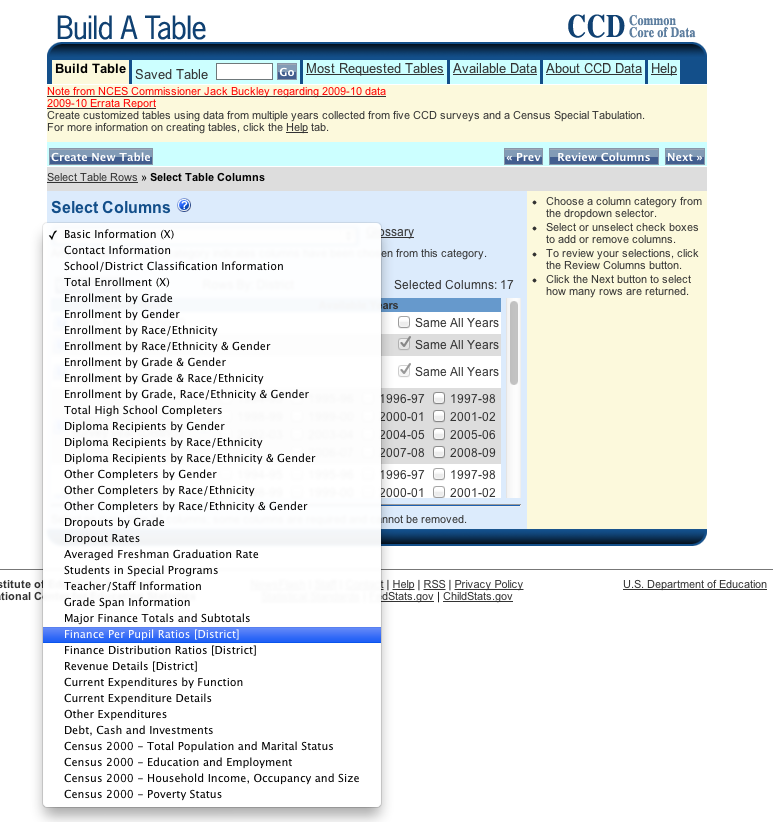 Build A Table
CCD Common Core of Data
Build Table Saved Table Go Most Requested Tables Available Data About CCD Data Help
Note from NCES Commissioner Jack Buckley regarding 2009-10 data
2009-10 Errata Report
Create customized tables using data from multiple years collected from five CCD surveys and a Census Special Tabulation.
For more information on creating tables, click the Help tab.
Create New Table « Prev Review Columns Next »
Select Table Rows » Select Table Columns
Select Columns ?
✓ Basic Information (X)
Contact Information
School/District Classification Information
Total Enrollment (X)
Enrollment by Grade
Enrollment by Gender
Enrollment by Race/Ethnicity
Enrollment by Race/Ethnicity & Gender
Enrollment by Grade & Gender
Enrollment by Grade & Race/Ethnicity
Enrollment by Grade, Race/Ethnicity & Gender
Total High School Completers
Diploma Recipients by Gender
Diploma Recipients by Race/Ethnicity
Diploma Recipients by Race/Ethnicity & Gender
Other Completers by Gender
Other Completers by Race/Ethnicity
Other Completers by Race/Ethnicity & Gender
Dropouts by Grade
Dropout Rates
Averaged Freshman Graduation Rate
Students in Special Programs
Teacher/Staff Information
Grade Span Information
Major Finance Totals and Subtotals
Finance Per Pupil Ratios [District]
Finance Distribution Ratios [District]
Revenue Details [District]
Current Expenditures by Function
Current Expenditure Details
Other Expenditures
Debt, Cash and Investments
Census 2000 - Total Population and Marital Status
Census 2000 - Education and Employment
Census 2000 - Household Income, Occupancy and Size
Census 2000 - Poverty Status
ossary
en from this category.
Selected Columns: 17
ars
Same All Years
Same All Years
Same All Years
1996-97 1997-98
2000-01 2001-02
2004-05 2005-06
2007-08 2008-09
1996-97 1997-98
2000-01 2001-02
nnot be removed.
• Choose a column category from
the dropdown selector.
• Select or unselect check boxes
to add or remove columns.
• To review your selections, click
the Review Columns button.
• Click the Next button to select
how many rows are returned.
stitute of
ational C
t | Help | RSS | Privacy Policy
edStats.gov | ChildStats.gov
U.S. Department of Education